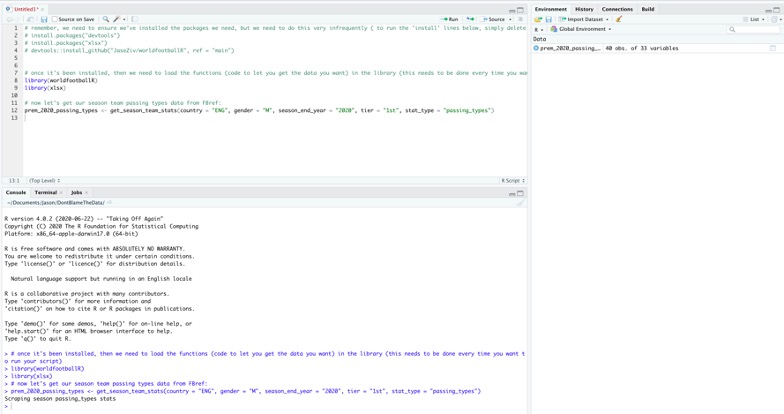 Untitled1*
Source on Save
Run
Source
1 # remember, we need to ensure we've installed the packages we need, but we need to do this very infrequently ( to run the 'install' lines below, simply delete
2 # install.packages("devtools")
3 # install.packages("xlsx")
4 # devtools::install_github("JaseZiv/worldfootballR", ref = "main")
5
6
7 # once it's been installed, then we need to load the functions (code to let you get the data you want) in the library (this needs to be done every time you wa
8 library(worldfootballR)
9 library(xlsx)
10
11 # now let's get our season team passing types data from FBref:
12 prem_2020_passing_types <- get_season_team_stats(country = "ENG", gender = "M", season_end_year = "2020", tier = "1st", stat_type = "passing_types")
13
13:1 (Top Level)
R Script
Console Terminal Jobs
~/Documents/Jason/DontBlameTheData/
R version 4.0.2 (2020-06-22) -- "Taking Off Again"
Copyright (C) 2020 The R Foundation for Statistical Computing
Platform: x86_64-apple-darwin17.0 (64-bit)
R is free software and comes with ABSOLUTELY NO WARRANTY.
You are welcome to redistribute it under certain conditions.
Type 'license()' or 'licence()' for distribution details.
Natural language support but running in an English locale
R is a collaborative project with many contributors.
Type 'contributors()' for more information and
'citation()' on how to cite R or R packages in publications.
Type 'demo()' for some demos, 'help()' for on-line help, or
'help.start()' for an HTML browser interface to help.
Type 'q()' to quit R.
> # once it's been installed, then we need to load the functions (code to let you get the data you want) in the library (this needs to be done every time you want t
o run your script)
> library(worldfootballR)
> library(xlsx)
> # now let's get our season team passing types data from FBref:
> prem_2020_passing_types <- get_season_team_stats(country = "ENG", gender = "M", season_end_year = "2020", tier = "1st", stat_type = "passing_types")
Scraping season passing_types stats
>
Environment History Connections Build
Import Dataset
List
R Global Environment
Data
prem_2020_passing_… 40 obs. of 33 variables